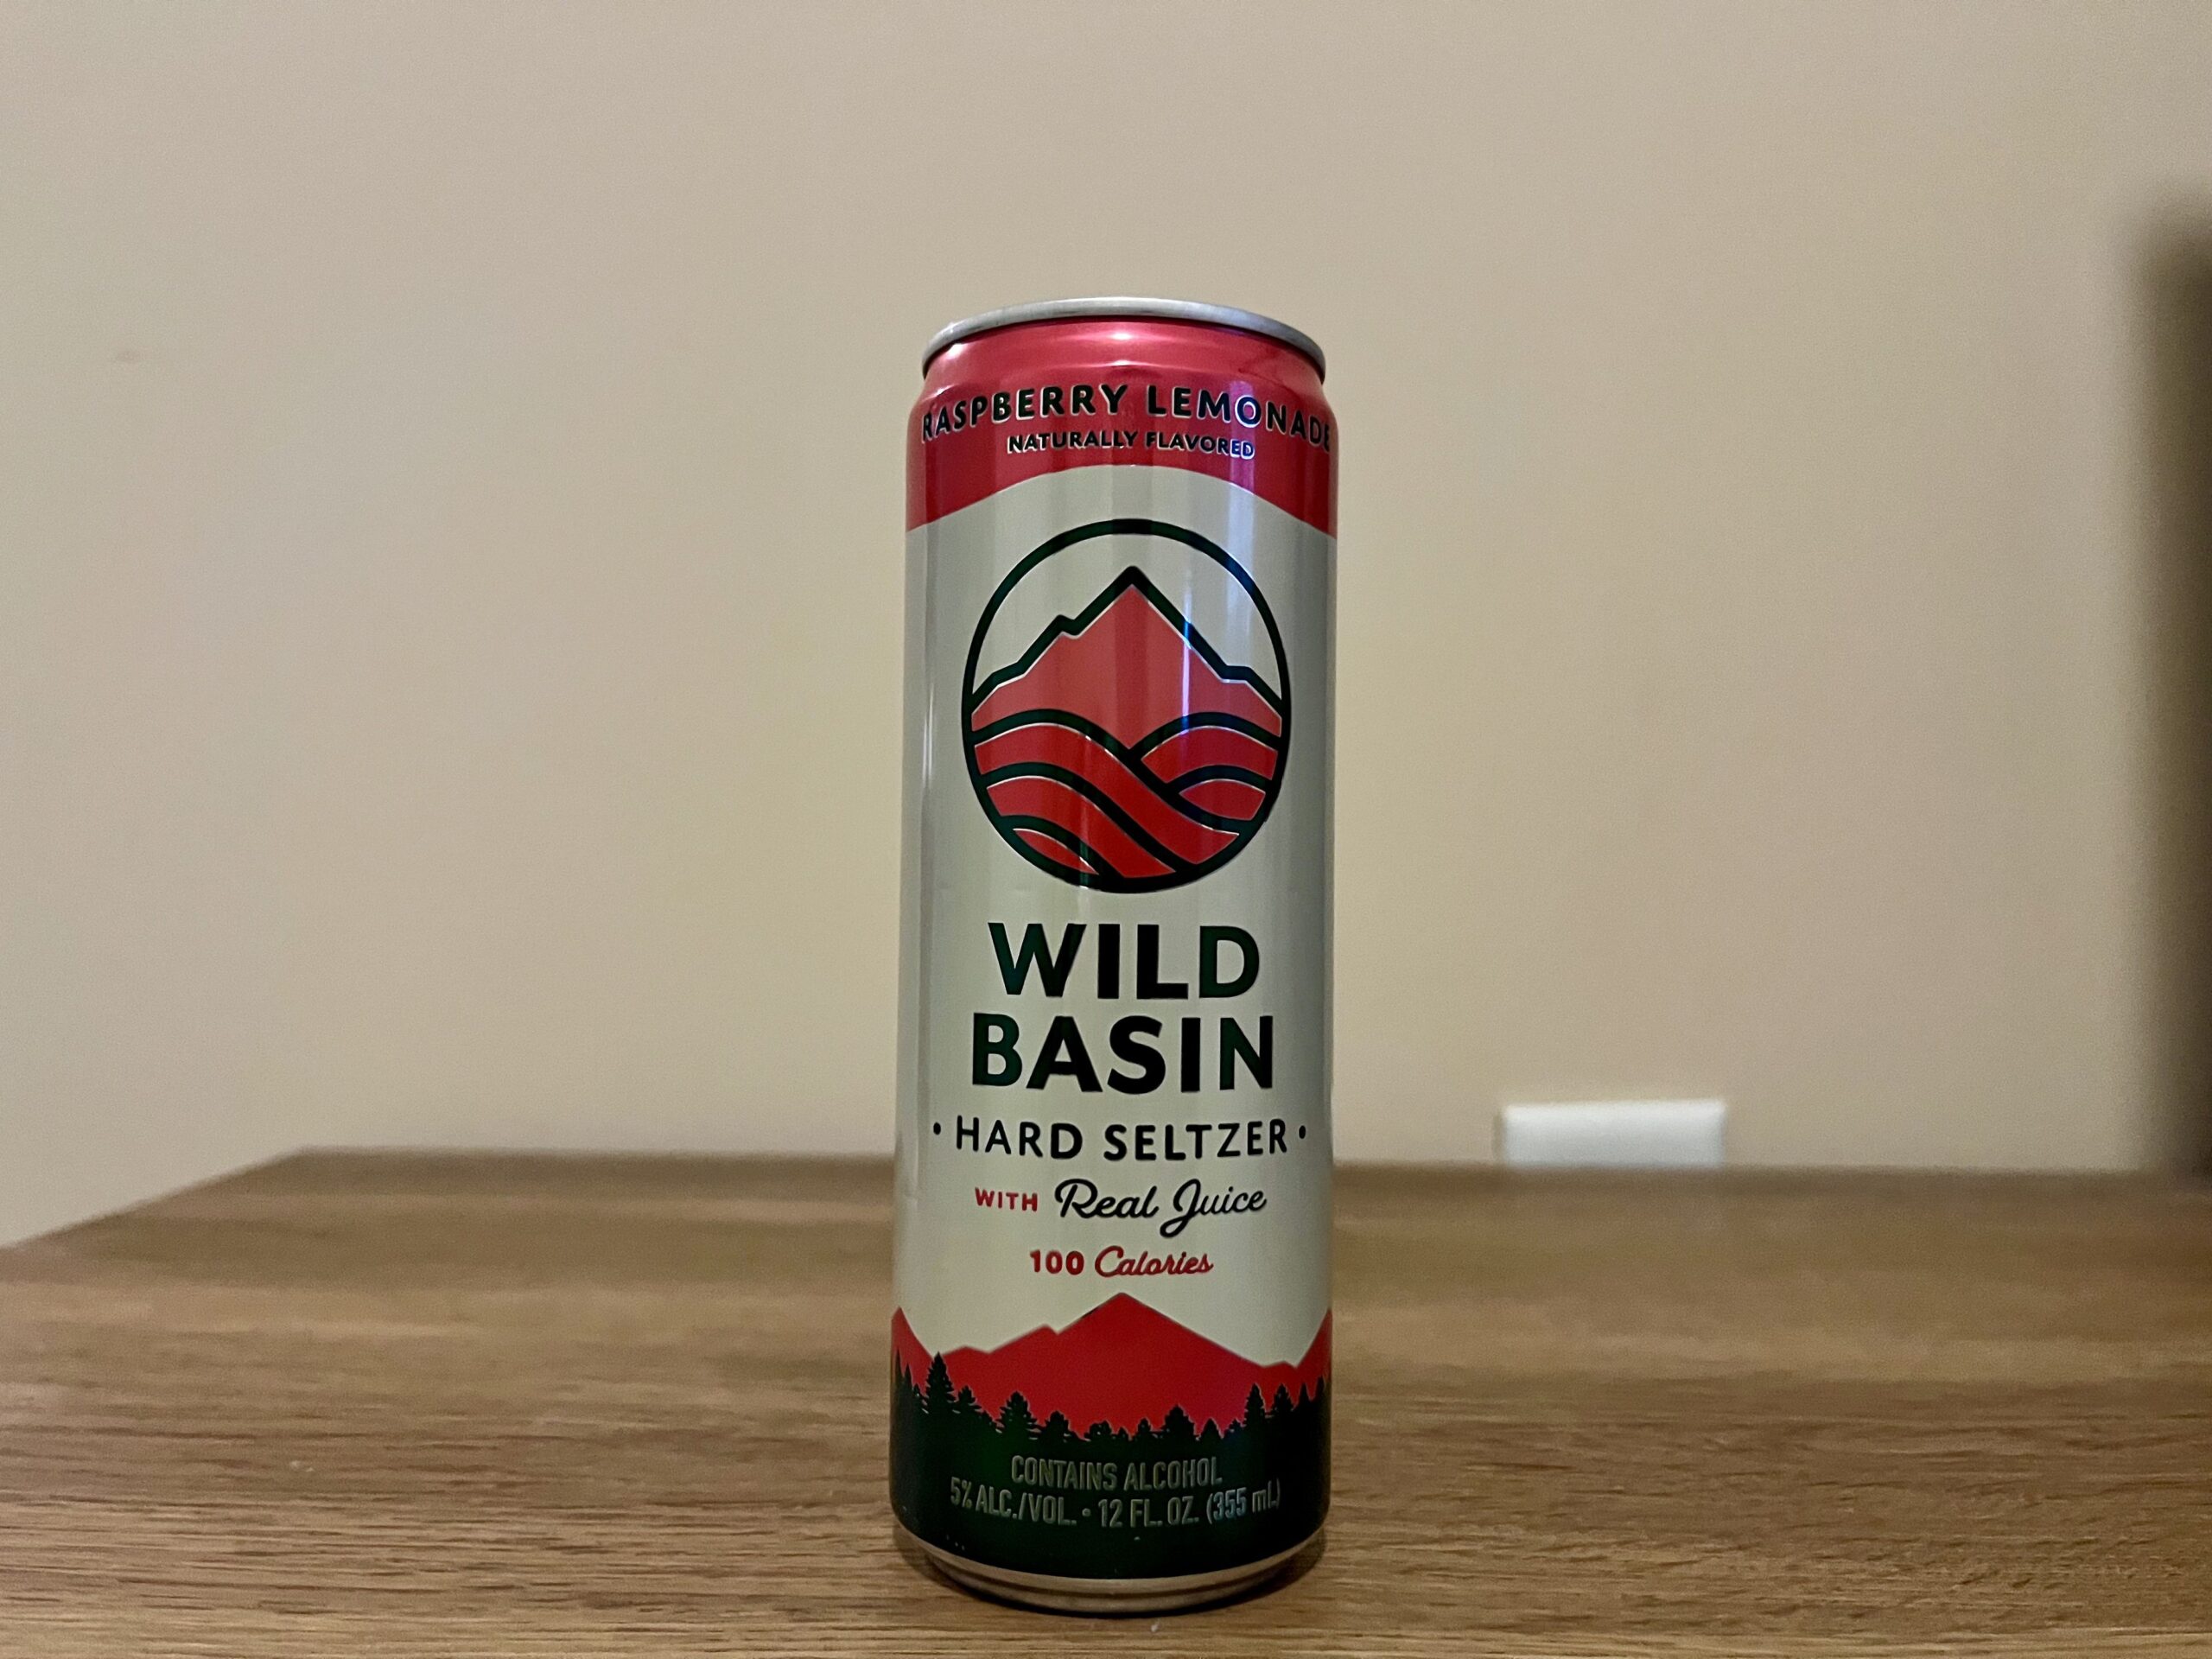 RASPBERRY LEMONADE
NATURALLY FLAVORED
WILD
BASIN
• HARD SELTZER •
WITH Real Juice
100 Calories
CONTAINS ALCOHOL
5% ALC./VOL. • 12 FL. OZ. (355 mL)